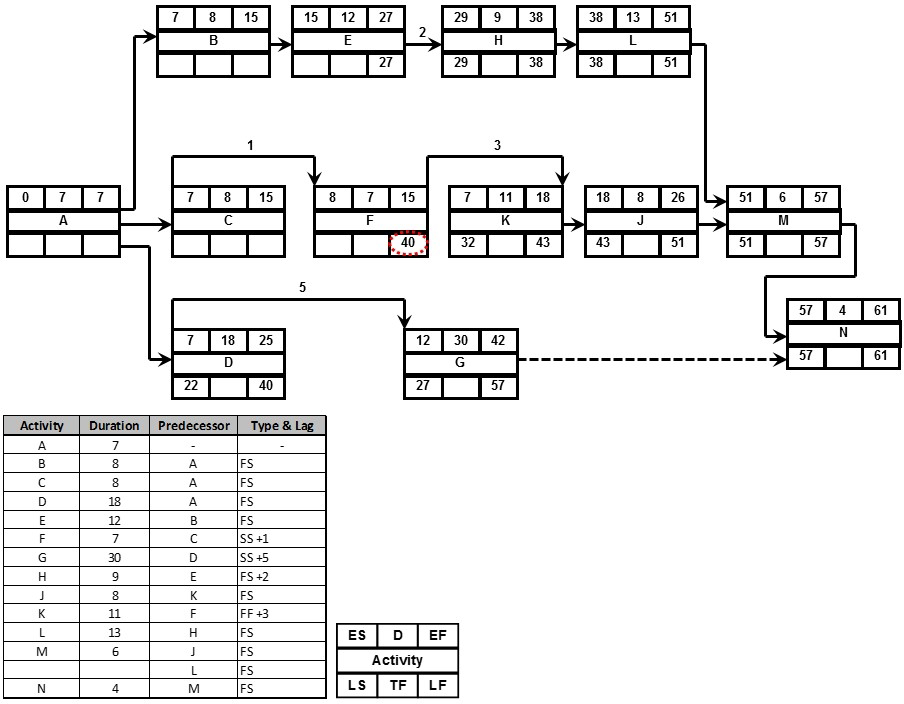 7 8 15
B
15 12 27
E
27
2
29 9 38
H
29 38
38 13 51
L
38 51
1
3
0 7 7
A
7 8 15
C
8 7 15
F
40
7 11 18
K
32 43
18 8 26
J
43 51
51 6 57
M
51 57
5
7 18 25
D
22 40
12 30 42
G
27 57
57 4 61
N
57 61
Activity Duration Predecessor Type & Lag
A 7 - -
B 8 A FS
C 8 A FS
D 18 A FS
E 12 B FS
F 7 C SS +1
G 30 D SS +5
H 9 E FS +2
J 8 K FS
K 11 F FF +3
L 13 H FS
M 6 J FS
L FS
N 4 M FS
ES D EF
Activity
LS TF LF